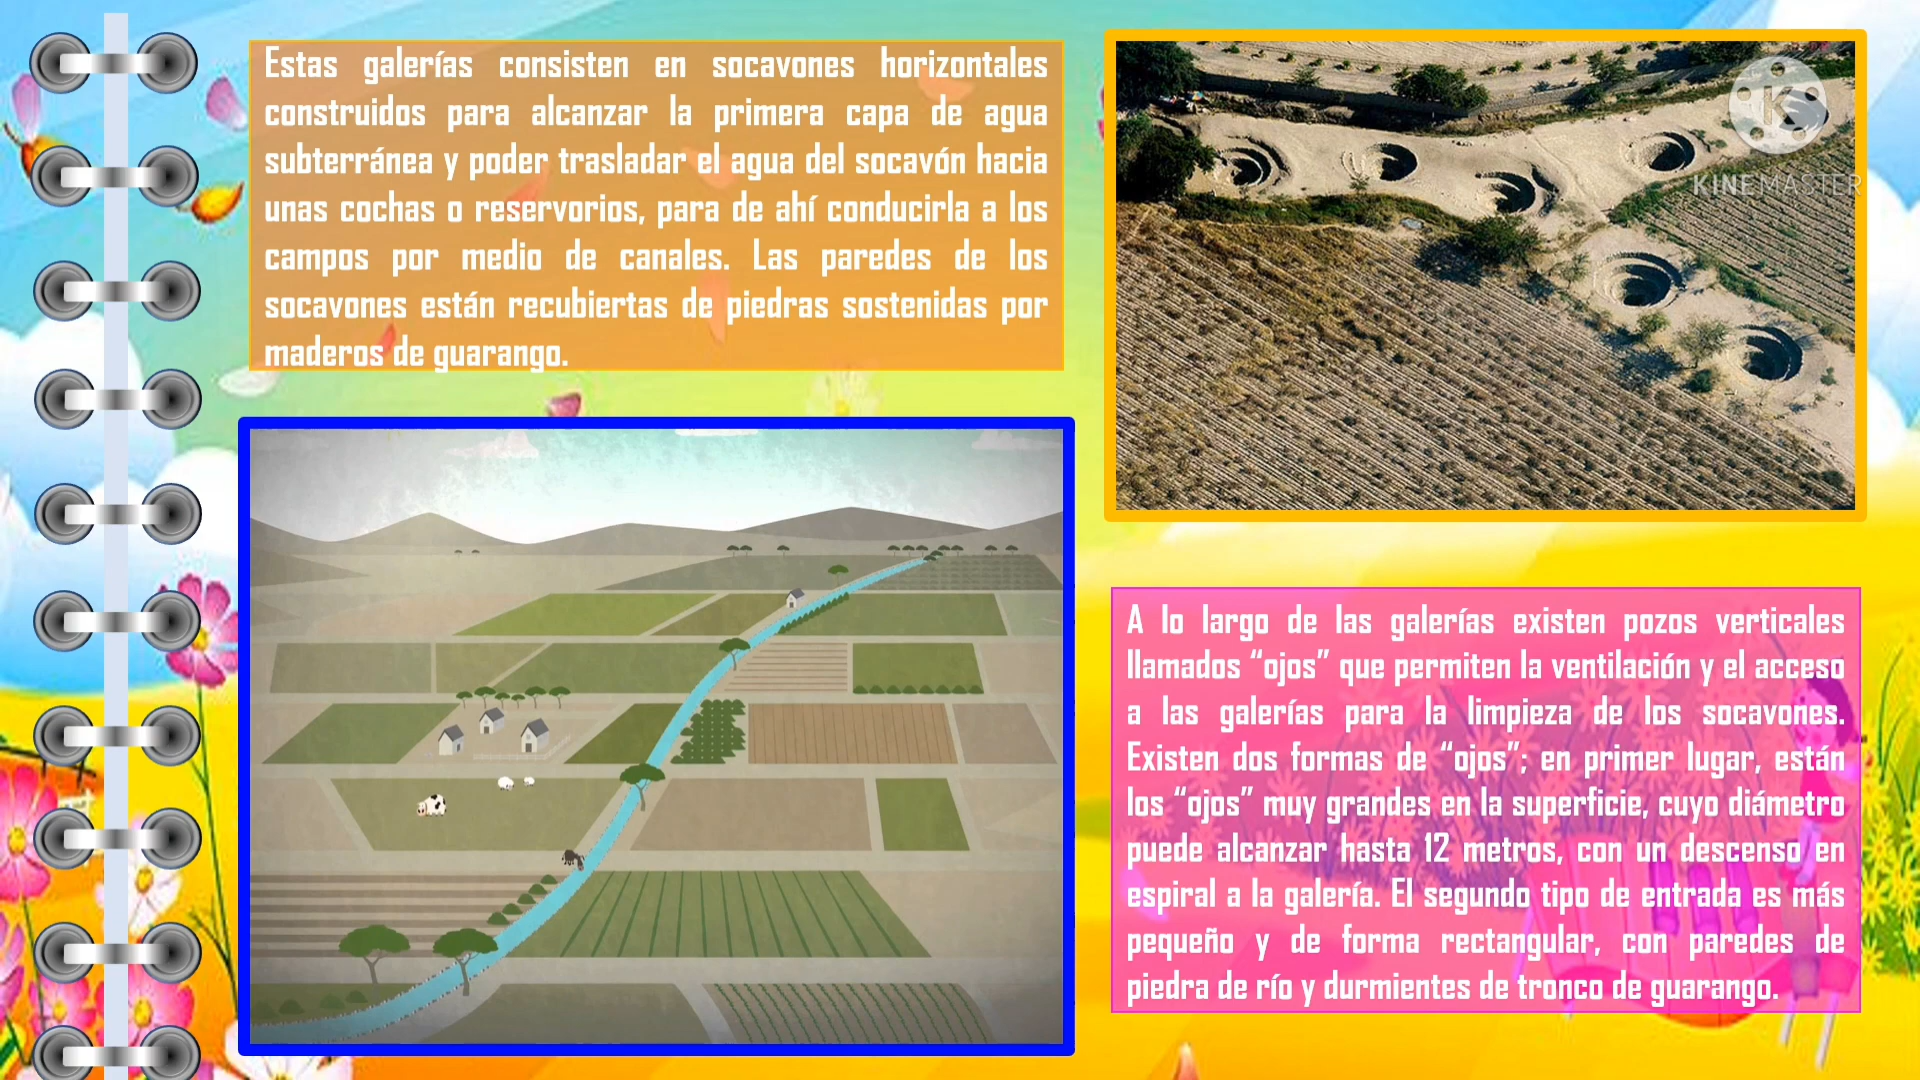 Estas galerías consisten en socavones horizontales
construidos para alcanzar la primera capa de agua
subterránea y poder trasladar el agua del socavón hacia
unas cochas o reservorios, para de ahí conducirla a los
campos por medio de canales. Las paredes de los
socavones están recubiertas de piedras sostenidas por
maderos de guarango.
K
KINEMASTER
A lo largo de las galerías existen pozos verticales
llamados “ojos” que permiten la ventilación y el acceso
a las galerías para la limpieza de los socavones.
Existen dos formas de “ojos”; en primer lugar, están
los “ojos” muy grandes en la superficie, cuyo diámetro
puede alcanzar hasta 12 metros, con un descenso en
espiral a la galería. El segundo tipo de entrada es más
pequeño y de forma rectangular, con paredes de
piedra de río y durmientes de tronco de guarango.